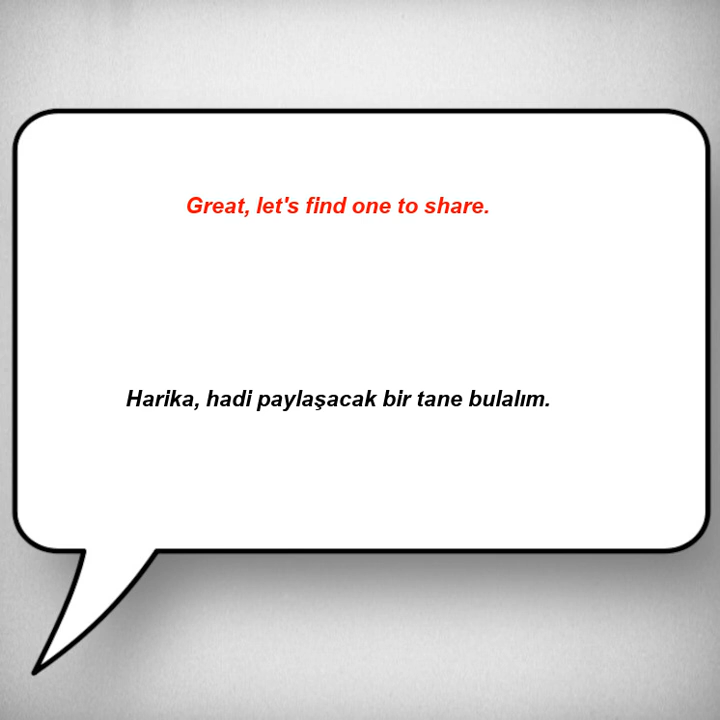 Great, let's find one to share.
Harika, hadi paylaşacak bir tane bulalım.